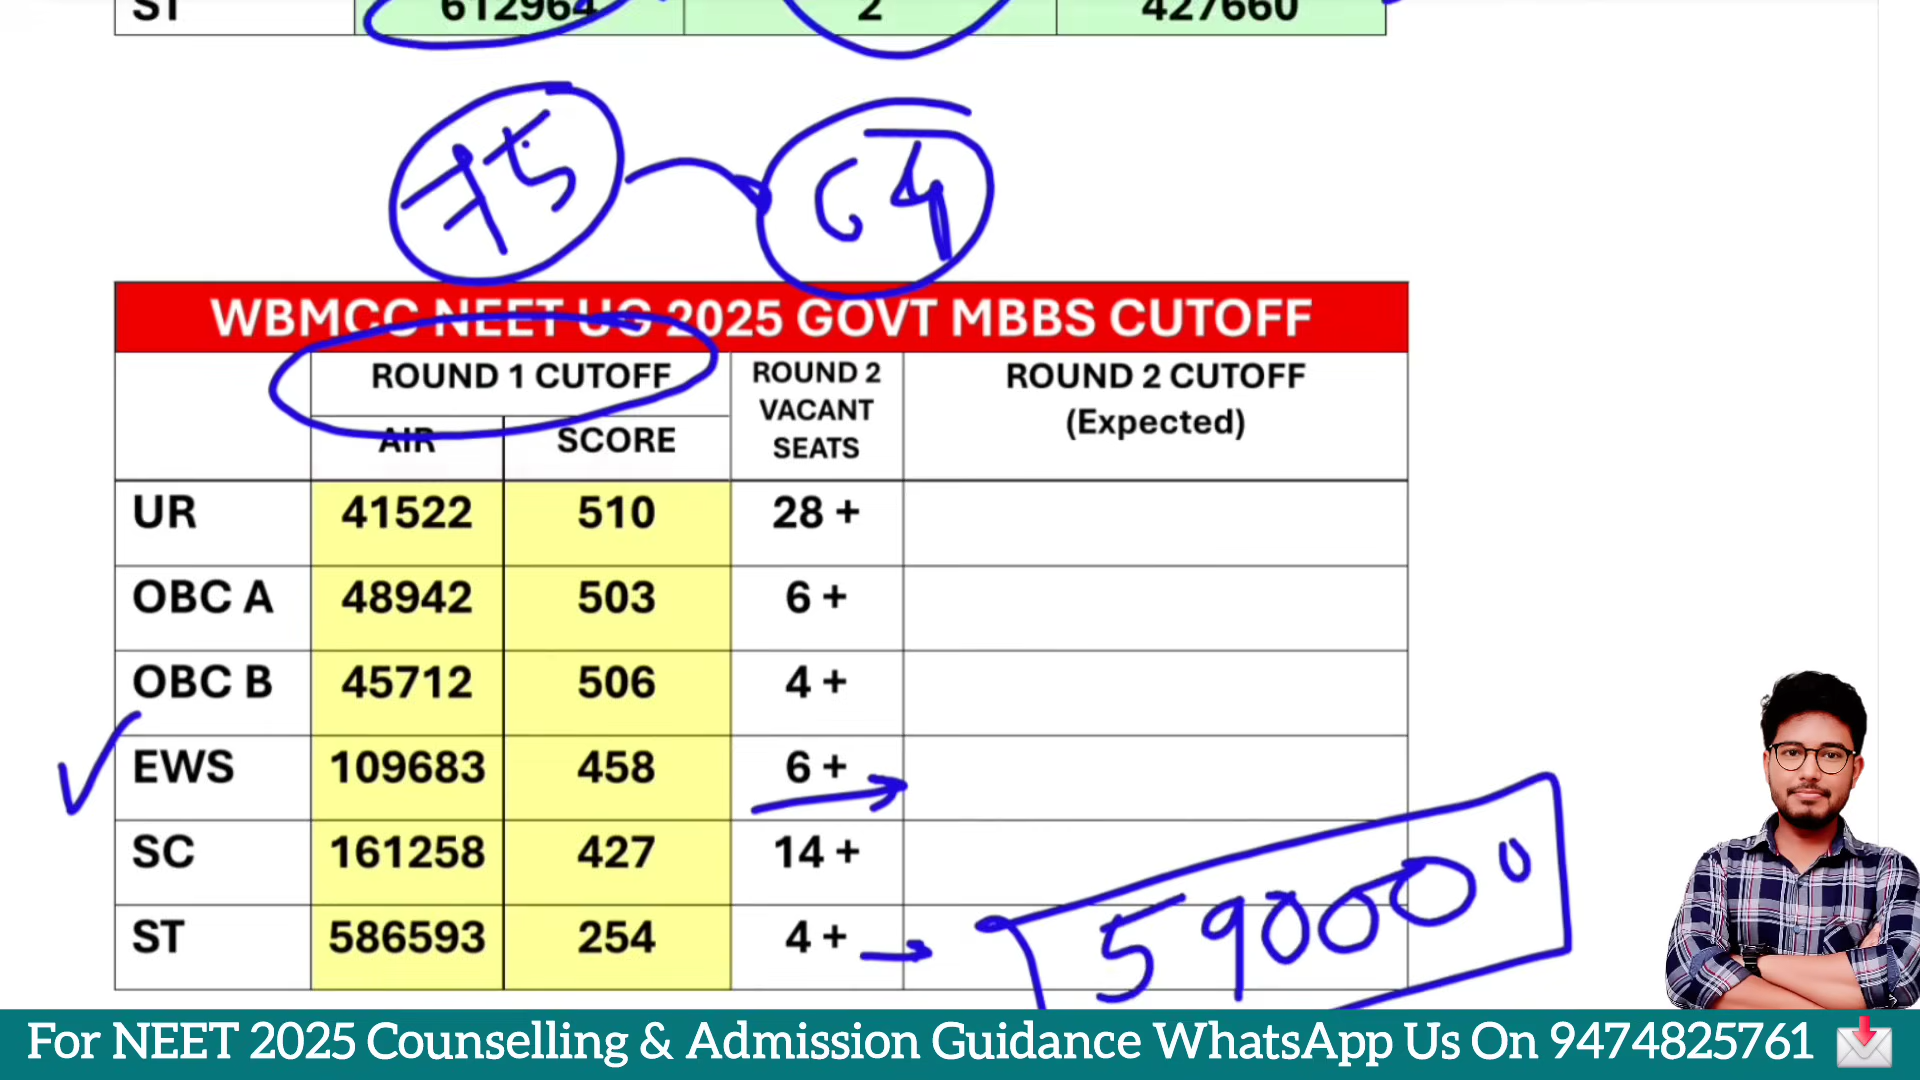 ST 612964 2 427660
75 64
WBMCC NEET UG 2025 GOVT MBBS CUTOFF
ROUND 1 CUTOFF
ROUND 2 VACANT SEATS
ROUND 2 CUTOFF (Expected)
AIR SCORE
UR 41522 510 28 +
OBC A 48942 503 6 +
OBC B 45712 506 4 +
EWS 109683 458 6 +
SC 161258 427 14 +
ST 586593 254 4 + 590000
For NEET 2025 Counselling & Admission Guidance WhatsApp Us On 9474825761